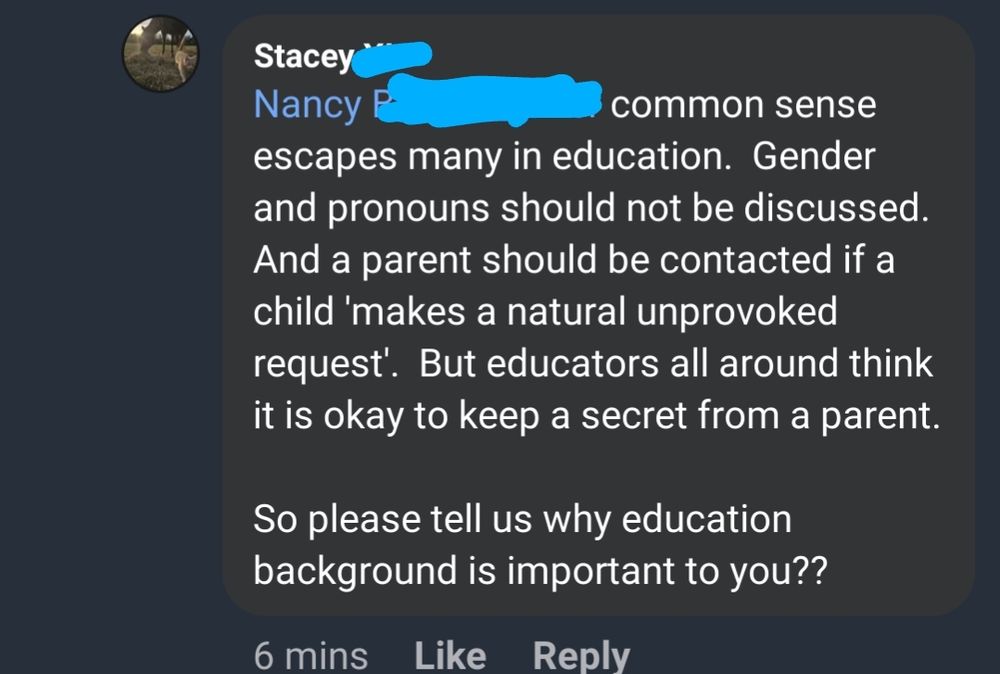 Stacey
Nancy common sense
escapes many in education. Gender
and pronouns should not be discussed.
And a parent should be contacted if a
child 'makes a natural unprovoked
request'. But educators all around think
it is okay to keep a secret from a parent.
So please tell us why education
background is important to you??
6 mins Like Reply